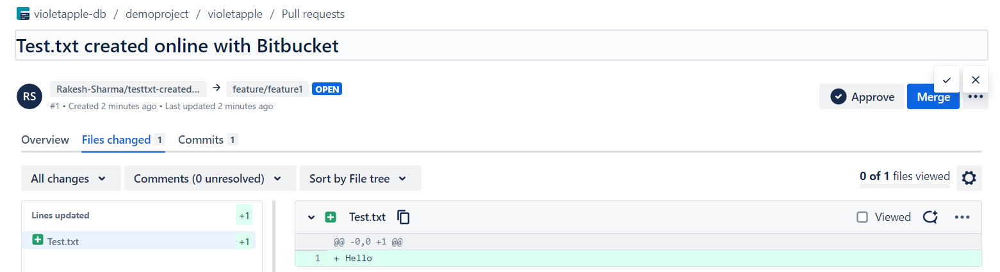 violetapple-db / demoproject / violetapple / Pull requests
Test.txt created online with Bitbucket
RS
Rakesh-Sharma/testtxt-created... → feature/feature1 OPEN
#1 • Created 2 minutes ago • Last updated 2 minutes ago
Approve
Merge
Overview Files changed 1 Commits 1
All changes Comments (0 unresolved) Sort by File tree
0 of 1 files viewed
Lines updated +1
Test.txt +1
Test.txt
Viewed
@@ -0,0 +1 @@
1 + Hello